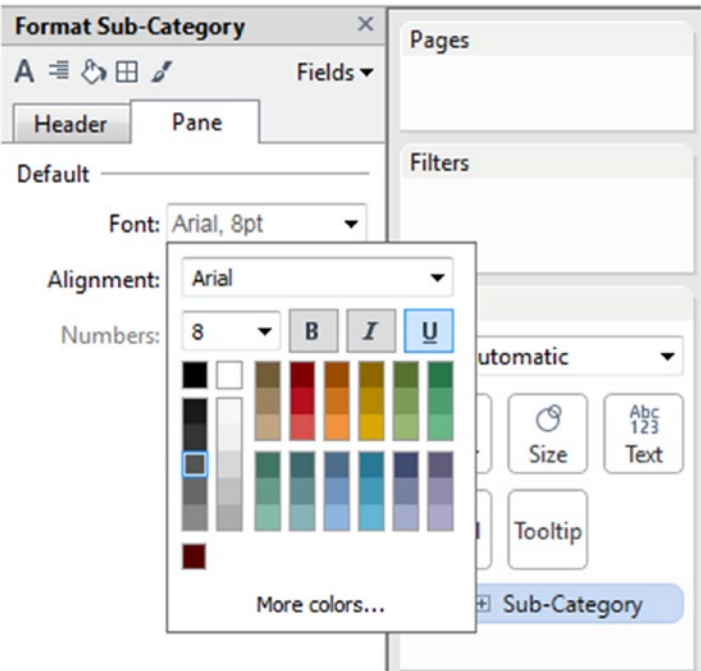 Format Sub-Category
A
Fields
Header
Pane
Default
Font: Arial, 8pt
Alignment:
Numbers:
Arial
8
B
I
U
More colors...
Pages
Filters
utomatic
Size
Abc
123
Text
Tooltip
Sub-Category